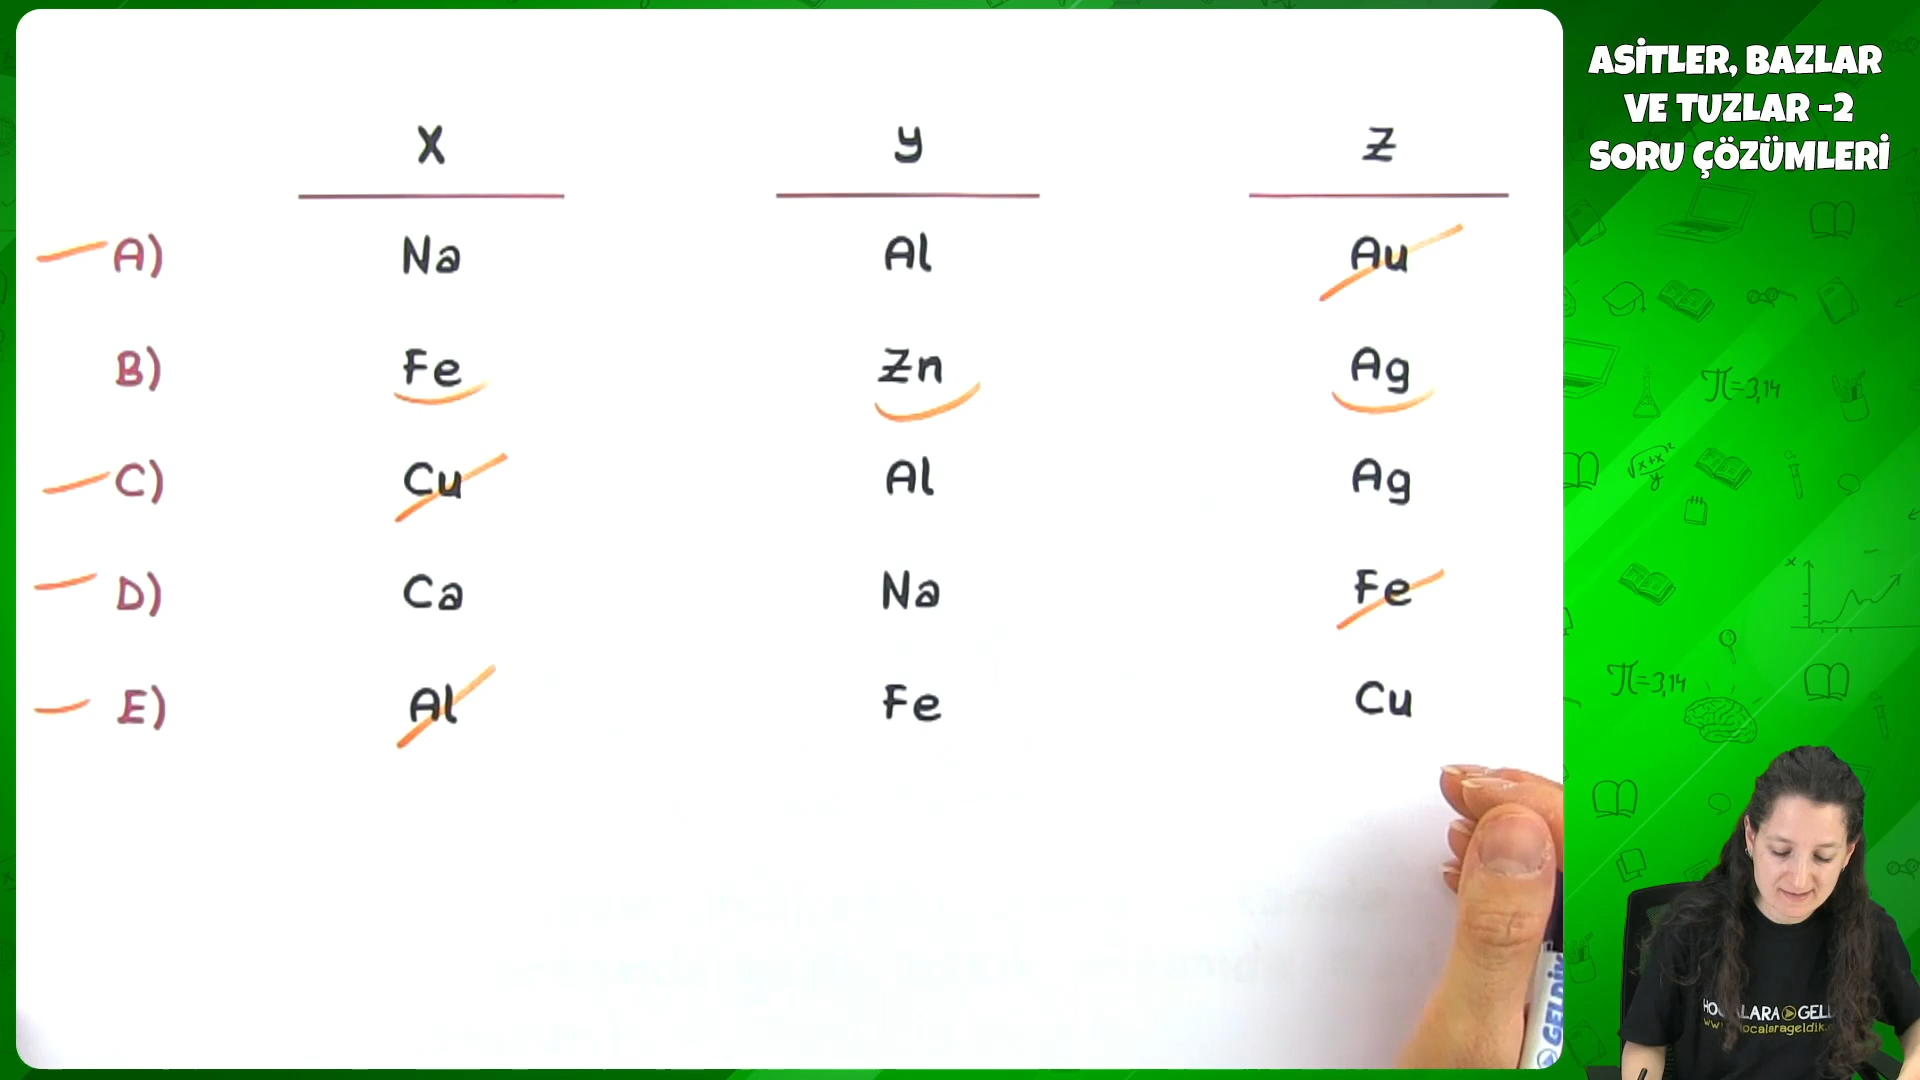 ASİTLER, BAZLAR
VE TUZLAR -2
SORU ÇÖZÜMLERİ
X y Z
A) Na Al Au
B) Fe Zn Ag
C) Cu Al Ag
D) Ca Na Fe
E) Al Fe Cu
π=3,14
π=3,14
GELDİK